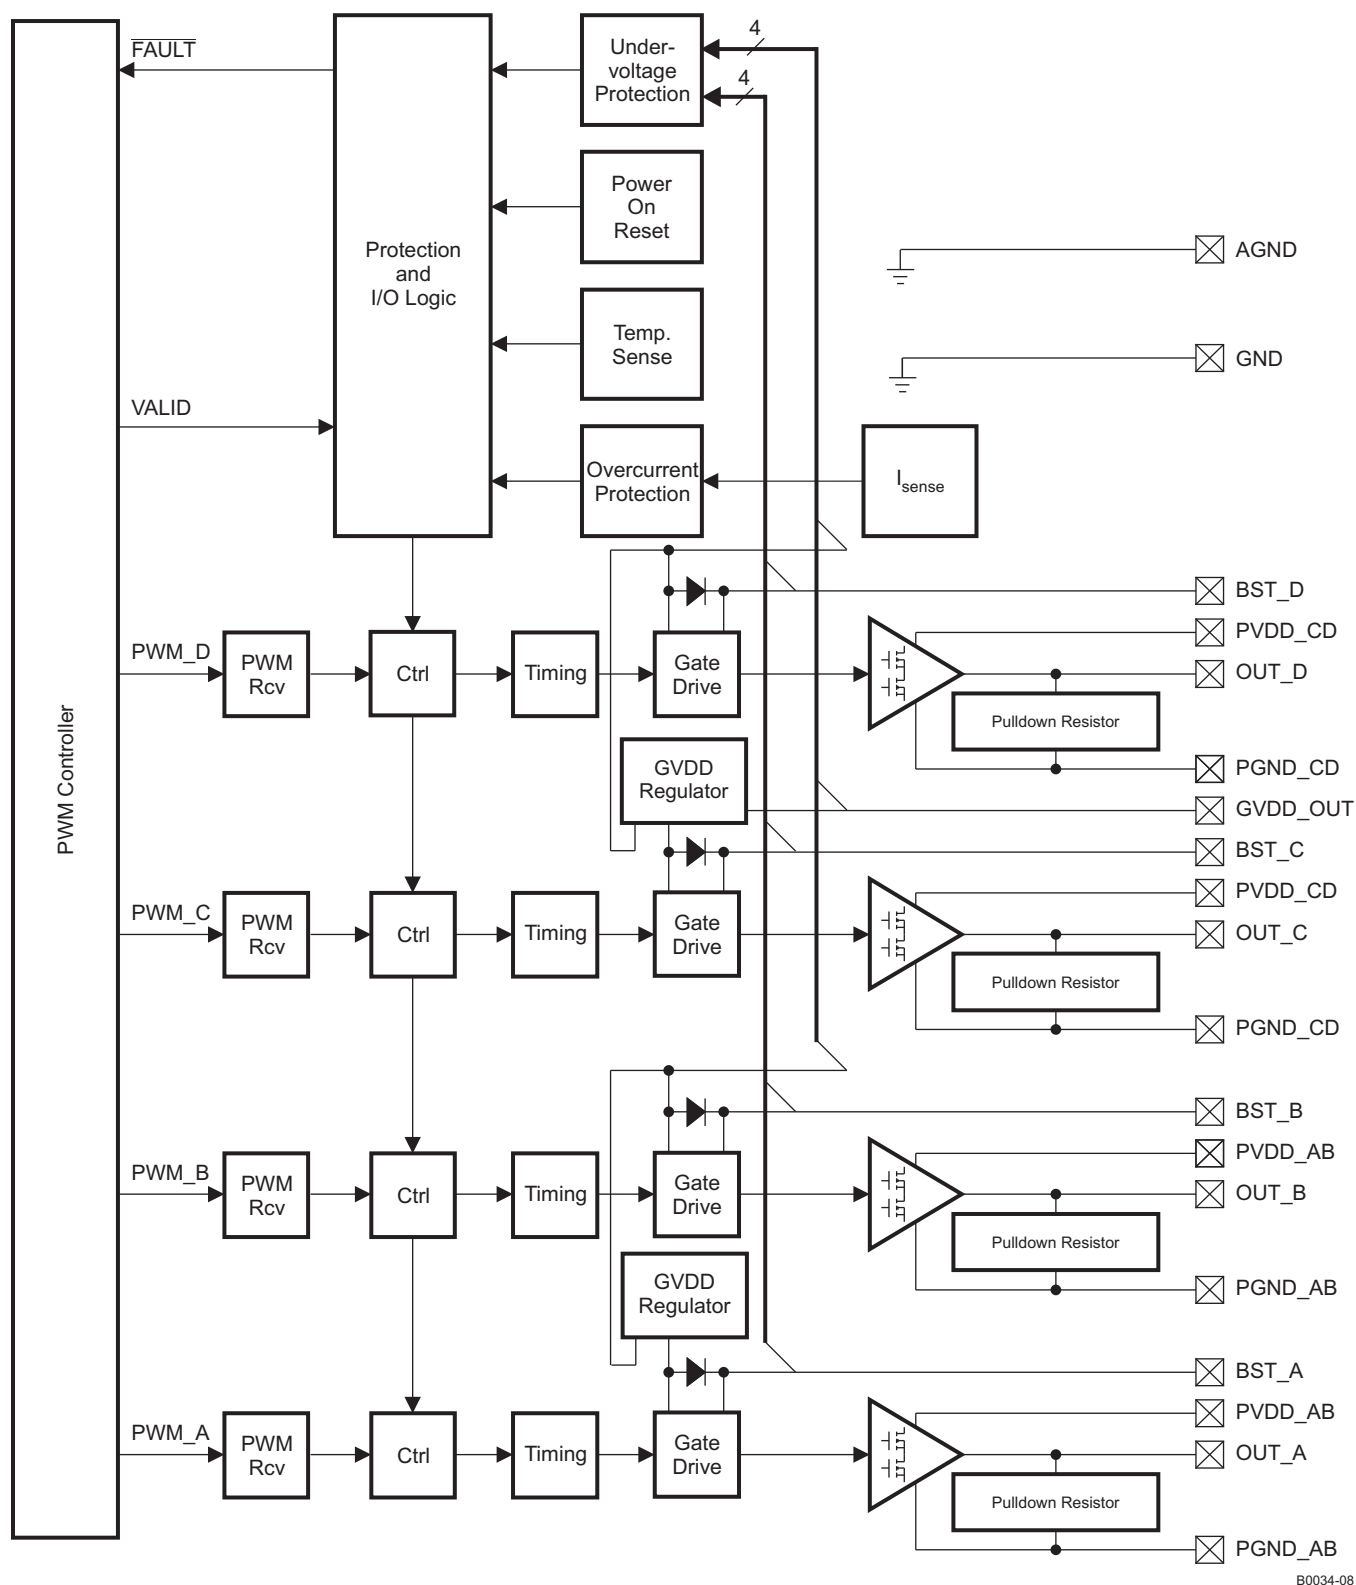 FAULT
4
4
Under-
voltage
Protection
Power
On
Reset
Protection
and
I/O Logic
AGND
Temp.
Sense
GND
VALID
Overcurrent
Protection
Isense
BST_D
PVDD_CD
PWM_D
PWM
Rcv
Ctrl
Timing
Gate
Drive
OUT_D
Pulldown Resistor
PWM Controller
GVDD
Regulator
PGND_CD
GVDD_OUT
BST_C
PVDD_CD
PWM_C
PWM
Rcv
Ctrl
Timing
Gate
Drive
OUT_C
Pulldown Resistor
PGND_CD
BST_B
PVDD_AB
PWM_B
PWM
Rcv
Ctrl
Timing
Gate
Drive
OUT_B
Pulldown Resistor
GVDD
Regulator
PGND_AB
BST_A
PVDD_AB
PWM_A
PWM
Rcv
Ctrl
Timing
Gate
Drive
OUT_A
Pulldown Resistor
PGND_AB
B0034-08